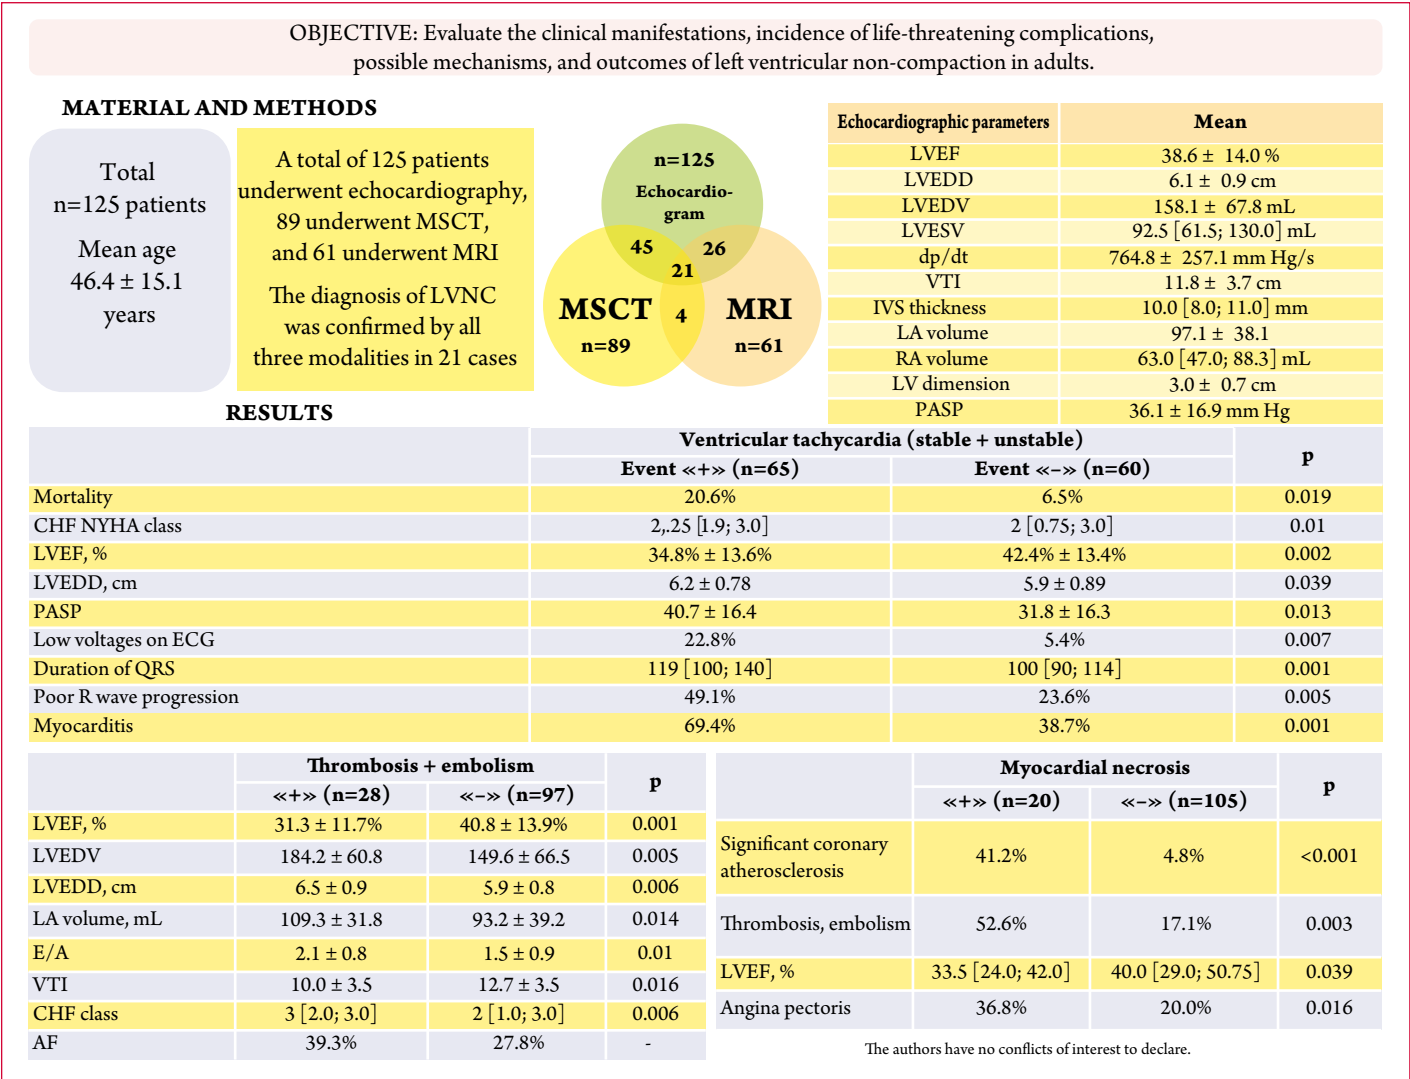 OBJECTIVE: Evaluate the clinical manifestations, incidence of life-threatening complications,
possible mechanisms, and outcomes of left ventricular non-compaction in adults.
MATERIAL AND METHODS
Total
n=125 patients
Mean age
46.4 ± 15.1
years
A total of 125 patients
underwent echocardiography,
89 underwent MSCT,
and 61 underwent MRI
The diagnosis of LVNC
was confirmed by all
three modalities in 21 cases
n=125
Echocardio-
gram
45
26
21
MSCT
4
MRI
n=89
n=61
Echocardiographic parameters Mean
LVEF 38.6 ± 14.0 %
LVEDD 6.1 ± 0.9 cm
LVEDV 158.1 ± 67.8 mL
LVESV 92.5 [61.5; 130.0] mL
dp/dt 764.8 ± 257.1 mm Hg/s
VTI 11.8 ± 3.7 cm
IVS thickness 10.0 [8.0; 11.0] mm
LA volume 97.1 ± 38.1
RA volume 63.0 [47.0; 88.3] mL
LV dimension 3.0 ± 0.7 cm
PASP 36.1 ± 16.9 mm Hg
RESULTS
Ventricular tachycardia (stable + unstable) p
Event «+» (n=65) Event «–» (n=60)
Mortality 20.6% 6.5% 0.019
CHF NYHA class 2,.25 [1.9; 3.0] 2 [0.75; 3.0] 0.01
LVEF, % 34.8% ± 13.6% 42.4% ± 13.4% 0.002
LVEDD, cm 6.2 ± 0.78 5.9 ± 0.89 0.039
PASP 40.7 ± 16.4 31.8 ± 16.3 0.013
Low voltages on ECG 22.8% 5.4% 0.007
Duration of QRS 119 [100; 140] 100 [90; 114] 0.001
Poor R wave progression 49.1% 23.6% 0.005
Myocarditis 69.4% 38.7% 0.001
Thrombosis + embolism p
«+» (n=28) «–» (n=97)
LVEF, % 31.3 ± 11.7% 40.8 ± 13.9% 0.001
LVEDV 184.2 ± 60.8 149.6 ± 66.5 0.005
LVEDD, cm 6.5 ± 0.9 5.9 ± 0.8 0.006
LA volume, mL 109.3 ± 31.8 93.2 ± 39.2 0.014
E/A 2.1 ± 0.8 1.5 ± 0.9 0.01
VTI 10.0 ± 3.5 12.7 ± 3.5 0.016
CHF class 3 [2.0; 3.0] 2 [1.0; 3.0] 0.006
AF 39.3% 27.8% -
Myocardial necrosis p
«+» (n=20) «–» (n=105)
Significant coronary
atherosclerosis 41.2% 4.8% <0.001
Thrombosis, embolism 52.6% 17.1% 0.003
LVEF, % 33.5 [24.0; 42.0] 40.0 [29.0; 50.75] 0.039
Angina pectoris 36.8% 20.0% 0.016
The authors have no conflicts of interest to declare.